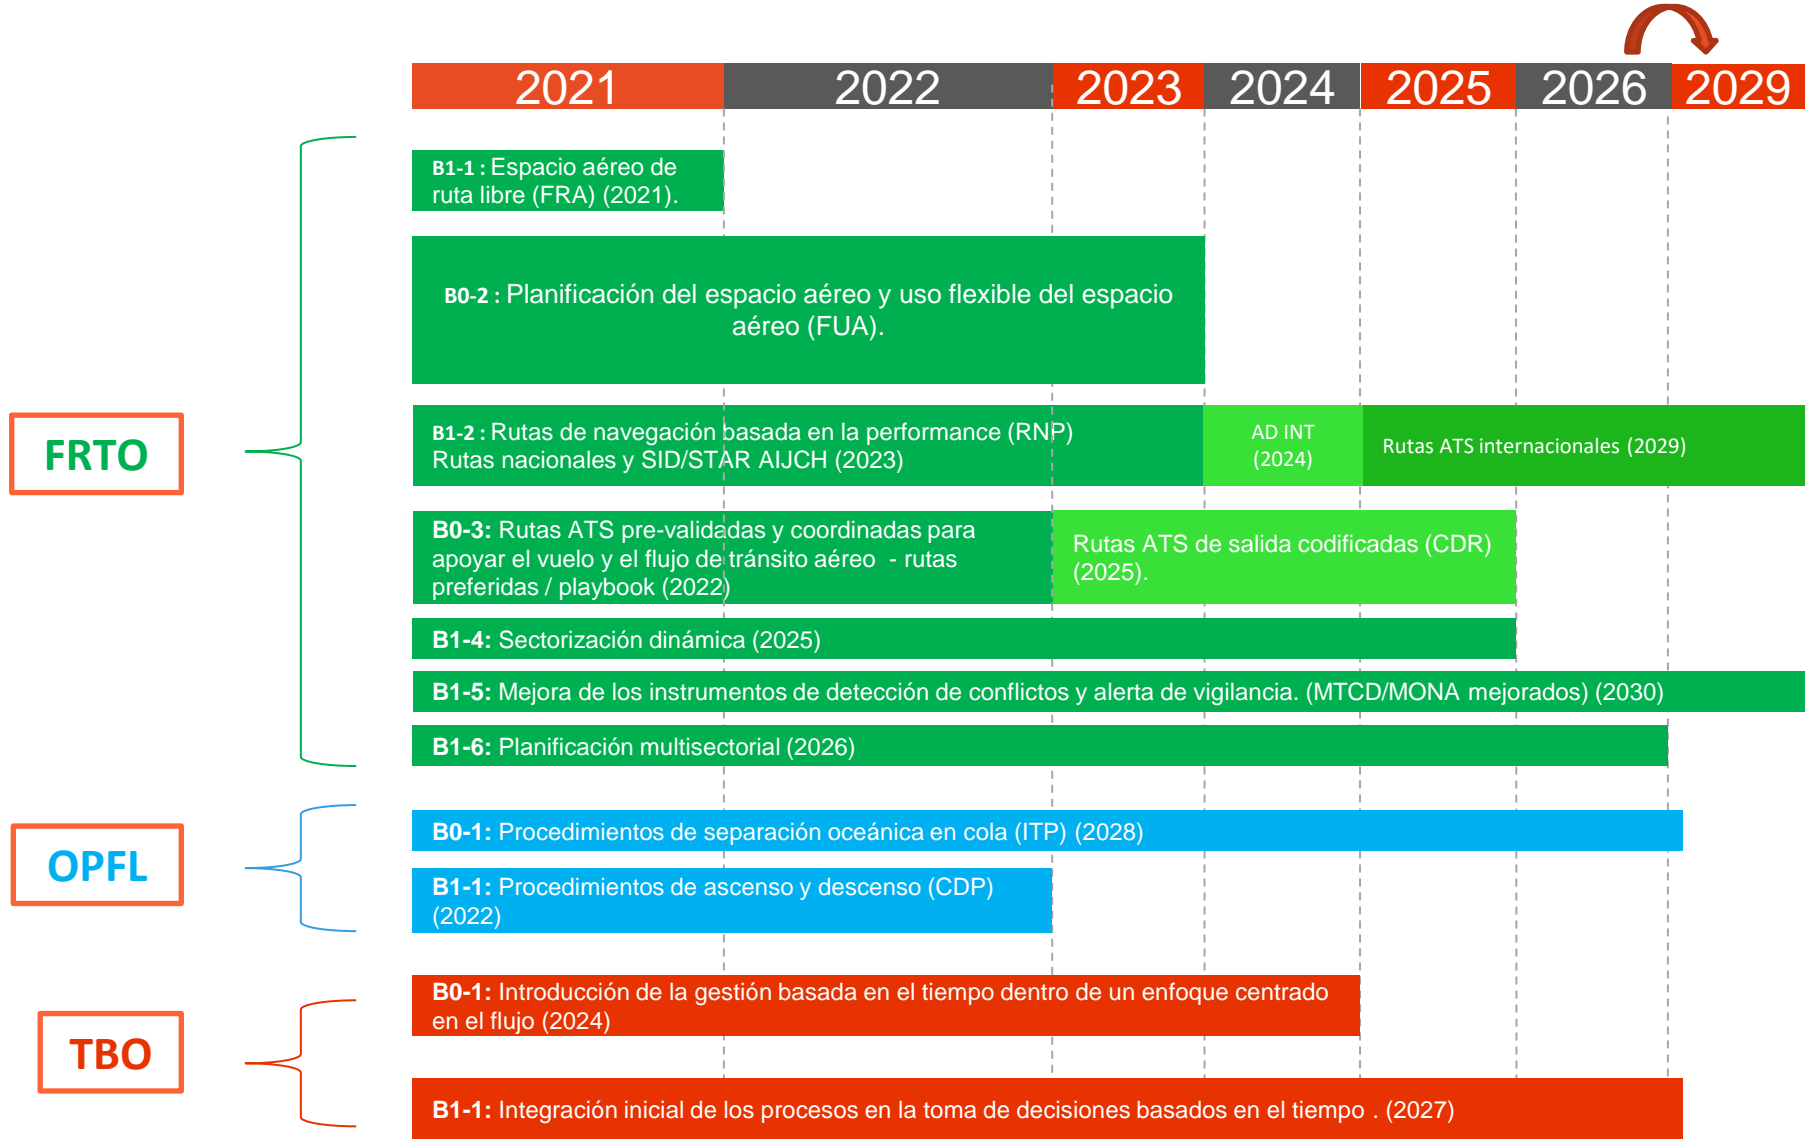 2021 2022 2023 2024 2025 2026 2029
B1-1 : Espacio aéreo de
ruta libre (FRA) (2021).
B0-2 : Planificación del espacio aéreo y uso flexible del espacio
aéreo (FUA).
FRTO
B1-2 : Rutas de navegación basada en la performance (RNP)
Rutas nacionales y SID/STAR AIJCH (2023)
AD INT
(2024)
Rutas ATS internacionales (2029)
B0-3: Rutas ATS pre-validadas y coordinadas para
apoyar el vuelo y el flujo de tránsito aéreo - rutas
preferidas / playbook (2022)
Rutas ATS de salida codificadas (CDR)
(2025).
B1-4: Sectorización dinámica (2025)
B1-5: Mejora de los instrumentos de detección de conflictos y alerta de vigilancia. (MTCD/MONA mejorados) (2030)
B1-6: Planificación multisectorial (2026)
OPFL
B0-1: Procedimientos de separación oceánica en cola (ITP) (2028)
B1-1: Procedimientos de ascenso y descenso (CDP)
(2022)
TBO
B0-1: Introducción de la gestión basada en el tiempo dentro de un enfoque centrado
en el flujo (2024)
B1-1: Integración inicial de los procesos en la toma de decisiones basados en el tiempo . (2027)